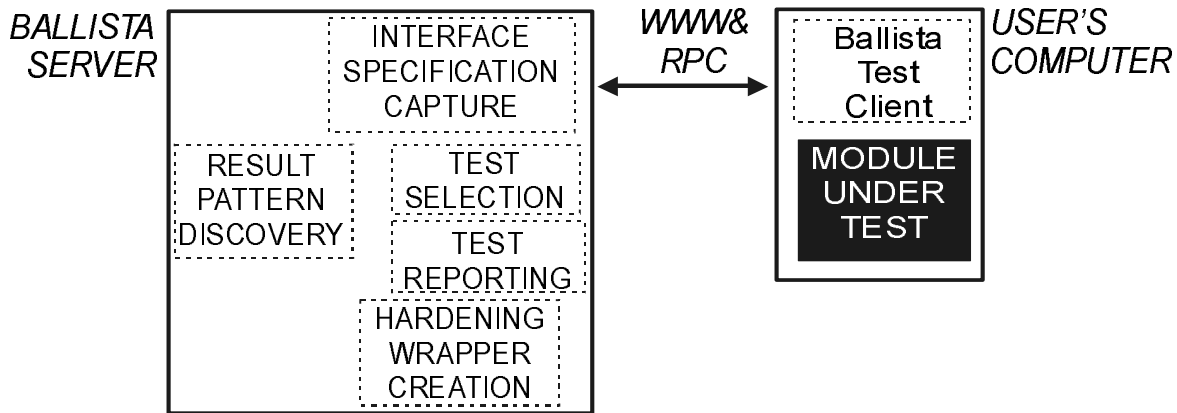 BALLISTA
SERVER
INTERFACE
SPECIFICATION
CAPTURE
RESULT
PATTERN
DISCOVERY
TEST
SELECTION
TEST
REPORTING
HARDENING
WRAPPER
CREATION
WWW&
RPC
USER'S
COMPUTER
Ballista
Test
Client
MODULE
UNDER
TEST